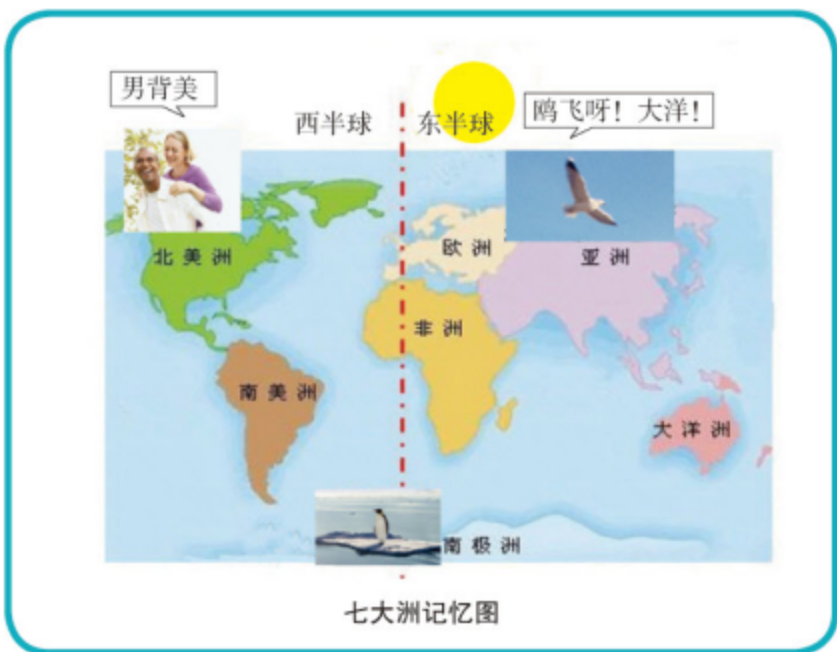 男背美
西半球
东半球
鸥飞呀！大洋！
北美洲
欧洲
亚洲
非洲
南美洲
大洋洲
南极洲
七大洲记忆图